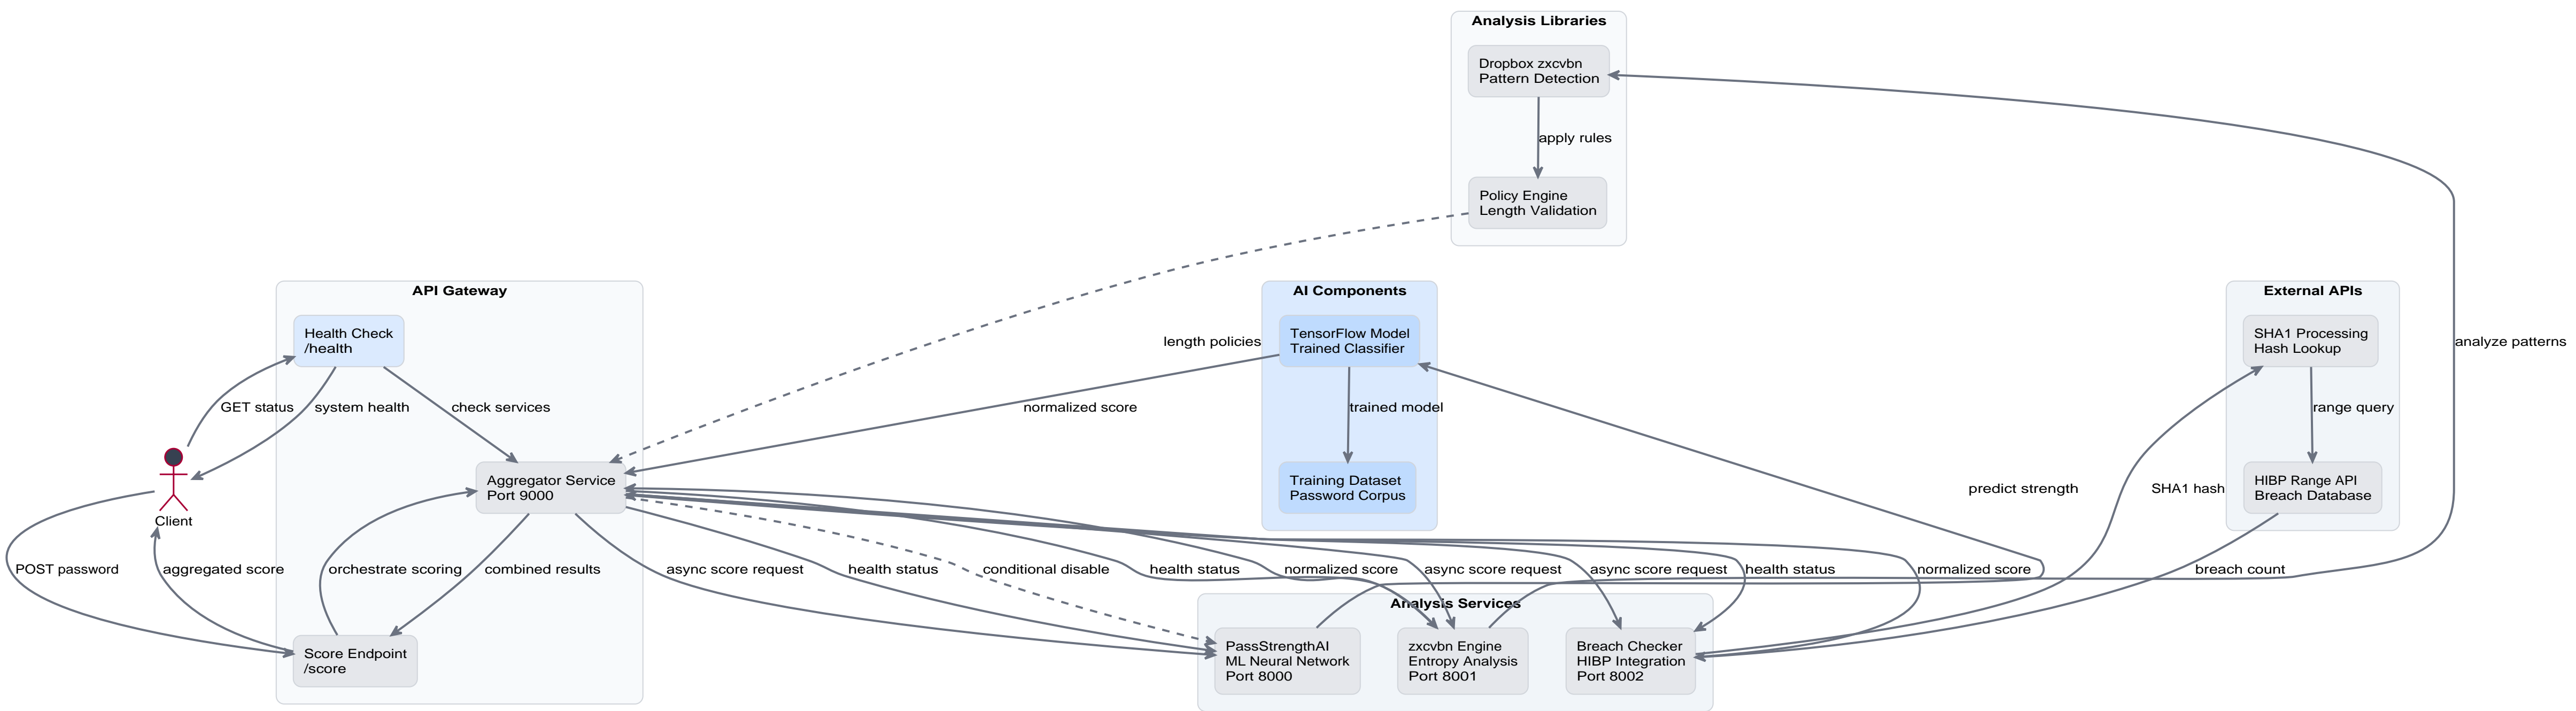 Analysis Libraries
Dropbox zxcvbn
Pattern Detection
apply rules
Policy Engine
Length Validation
API Gateway
Health Check
/health
AI Components
TensorFlow Model
Trained Classifier
External APIs
SHA1 Processing
Hash Lookup
length policies
analyze patterns
GET status
system health
check services
normalized score
trained model
range query
Aggregator Service
Port 9000
Training Dataset
Password Corpus
predict strength
SHA1 hash
HIBP Range API
Breach Database
Client
POST password
aggregated score
orchestrate scoring
combined results
async score request
health status
conditional disable
health status
normalized score
async score request
async score request
health status
normalized score
breach count
Analysis Services
Score Endpoint
/score
PassStrengthAI
ML Neural Network
Port 8000
zxcvbn Engine
Entropy Analysis
Port 8001
Breach Checker
HIBP Integration
Port 8002